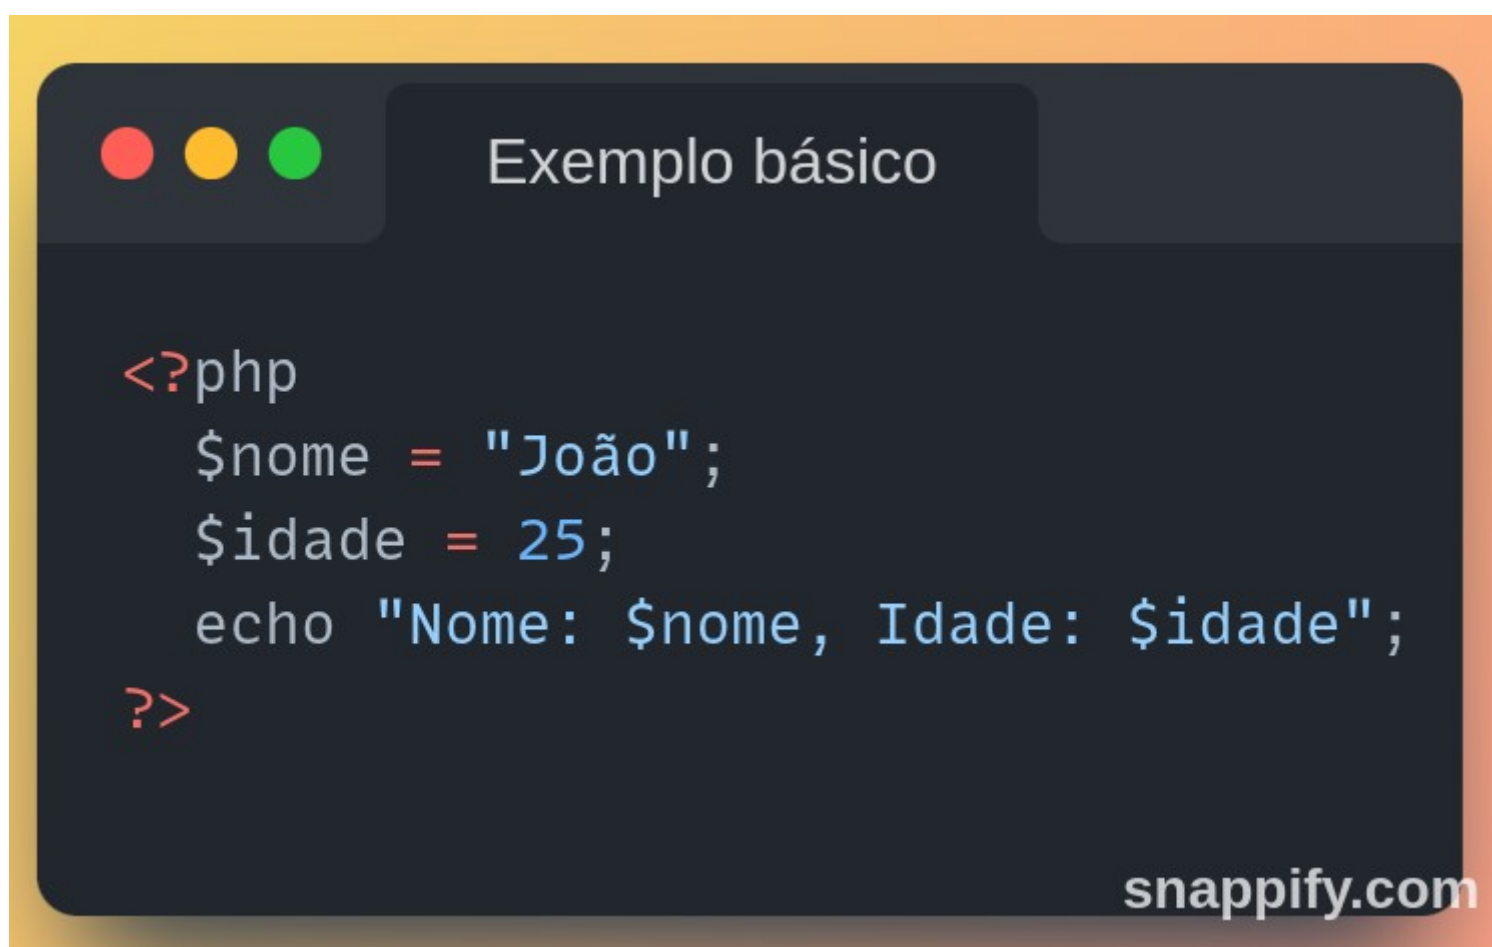 Exemplo básico
<?php
  $nome = "João";
  $idade = 25;
  echo "Nome: $nome, Idade: $idade";
?>
snappify.com